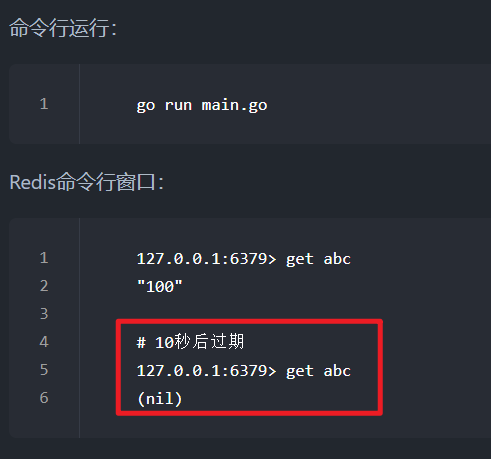 命令行运行：
1 go run main.go
Redis命令行窗口：
1 127.0.0.1:6379> get abc
2 "100"
3
4 # 10秒后过期
5 127.0.0.1:6379> get abc
6 (nil)